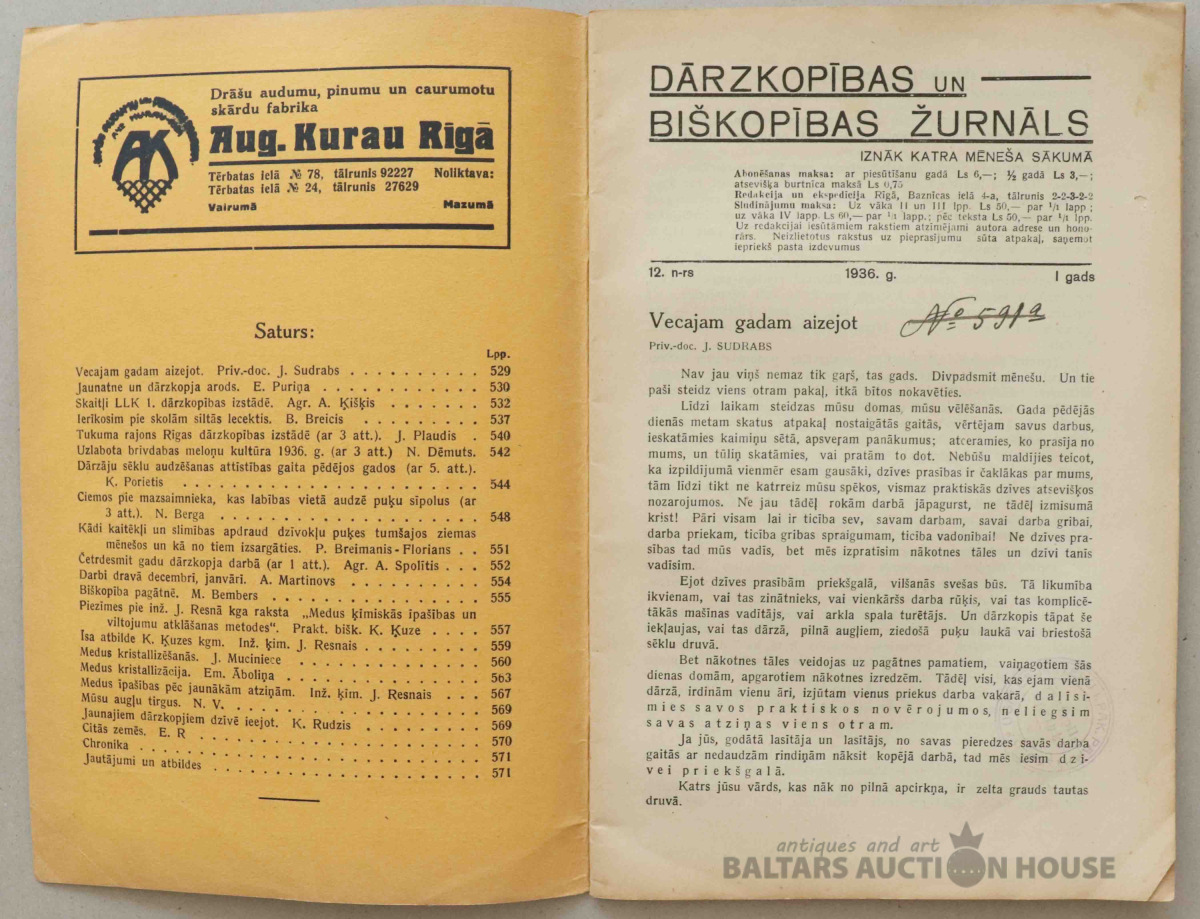 Drāšu audumu, pinumu un caurumotu
skārdu fabrika
Aug. Kurau Rīgā
Tērbatas ielā № 78, tālrunis 92227 Noliktava:
Tērbatas ielā № 24, tālrunis 27629
Vairumā Mazumā
AK
Saturs:
Lpp.
Vecajam gadam aizejot. Priv.-doc. J. Sudrabs . . . . . . . . . . 529
Jaunatne un dārzkopja arods. E. Puriņa . . . . . . . . . . . . . 530
Skaitļi LLK 1. dārzkopības izstādē. Agr. A. Ķišķis . . . . . . . 532
Ierīkosim pie skolām siltās lecektis. B. Breicis . . . . . . . . 537
Tukuma rajons Rīgas dārzkopības izstādē (ar 3 att.). J. Plaudis . 540
Uzlabota brīvdabas meloņu kultūra 1936. g. (ar 3 att.) N. Dēmuts. 542
Dārzāju sēklu audzēšanas attīstības gaita pēdējos gados (ar 5. att.).
K. Porietis . . . . . . . . . . . . . . . . . . 544
Ciemos pie mazsaimnieka, kas labības vietā audzē puķu sīpolus (ar
3 att.). N. Berga . . . . . . . . . . . . . . . . 548
Kādi kaitēkļi un slimības apdraud dzīvokļu puķes tumšajos ziemas
mēnešos un kā no tiem izsargāties. P. Breimanis-Florians . . 551
Četrdesmit gadu dārzkopja darbā (ar 1 att.). Agr. A. Spolītis . . 552
Darbi dravā decembrī, janvārī. A. Martinovs . . . . . . . . . . 554
Biškopība pagātnē. M. Bembers . . . . . . . . . . . . . . . . 555
Piezīmes pie inž. J. Resnā kga raksta „Medus ķīmiskās īpašības un
viltojumu atklāšanas metodes“. Prakt. bišk. K. Ķuze . . . . 557
Īsa atbilde K. Ķuzes kgm. Inž. ķīm. J. Resnais . . . . . . . . 559
Medus kristallizēšanās. J. Muciniece . . . . . . . . . . . . . 560
Medus kristallizācija. Em. Āboliņa . . . . . . . . . . . . . . 563
Medus īpašības pēc jaunākām atziņām. Inž. ķīm. J. Resnais . . . 567
Mūsu augļu tirgus. N. V. . . . . . . . . . . . . . . . . . . . 569
Jaunajiem dārzkopjiem dzīvē ieejot. K. Rudzis . . . . . . . . . 569
Citās zemēs. E. R . . . . . . . . . . . . . . . . . . . . . . 570
Chronika . . . . . . . . . . . . . . . . . . . . . . . . . . . 571
Jautājumi un atbildes . . . . . . . . . . . . . . . . . . . . . 571
DĀRZKOPĪBAS UN
BIŠKOPĪBAS ŽURNĀLS
IZNĀK KATRA MĒNEŠA SĀKUMĀ
Abonēšanas maksa: ar piesūtīšanu gadā Ls 6,—; ½ gadā Ls 3,—;
atsevišķa burtnīca maksā Ls 0,75
Redakcija un ekspedīcija Rīgā, Baznīcas ielā 4-a, tālrunis 2-2-3-2-2
Sludinājumu maksa: Uz vāka II un III lpp. Ls 50,— par 1/1 lapp;
uz vāka IV lapp. Ls 60,— par 1/1 lapp.; pēc teksta Ls 50,— par 1/1 lpp.
Uz redakcijai iesūtāmiem rakstiem atzīmējami autora adrese un hono-
rārs. Neizlietotus rakstus uz pieprasījumu sūta atpakaļ, saņemot
iepriekš pasta izdevumus
12. n-rs 1936. g. I gads
Vecajam gadam aizejot № 591a
Priv.-doc. J. SUDRABS
Nav jau viņš nemaz tik garš, tas gads. Divpadsmit mēnešu. Un tie
paši steidz viens otram pakaļ, itkā bītos nokavēties.
Līdzi laikam steidzas mūsu domas, mūsu vēlēšanās. Gada pēdējās
dienās metam skatus atpakaļ nostaigātās gaitās, vērtējam savus darbus,
ieskatāmies kaimiņu sētā, apsveram panākumus; atceramies, ko prasīja no
mums, un tūliņ skatāmies, vai pratām to dot. Nebūšu maldījies teicot,
ka izpildījumā vienmēr esam gausāki, dzīves prasības ir čaklākas par mums,
tām līdzi tikt ne katrreiz mūsu spēkos, vismaz praktiskās dzīves atsevišķos
nozarojumos. Ne jau tādēļ rokām darbā jāpagurst, ne tādēļ izmisumā
krist! Pāri visam lai ir ticība sev, savam darbam, savai darba gribai,
darba priekam, ticība gribas spraigumam, ticība vadonībai! Ne dzīves pra-
sības tad mūs vadīs, bet mēs izpratīsim nākotnes tāles un dzīvi tanīs
vadīsim.
Ejot dzīves prasībām priekšgalā, vilšanās svešas būs. Tā likumība
ikvienam, vai tas zinātnieks, vai vienkāršs darba rūķis, vai tas komplicē-
tākās mašīnas vadītājs, vai arkla spala turētājs. Un dārzkopis tāpat še
iekļaujas, vai tas dārzā, pilnā augļiem, ziedošā puķu laukā vai briestošā
sēklu druvā.
Bet nākotnes tāles veidojas uz pagātnes pamatiem, vaiņagotiem šās
dienas domām, apgarotiem nākotnes izredzēm. Tādēļ visi, kas ejam vienā
dārzā, irdinām vienu āri, izjūtam vienus priekus darba vakarā, dalīsi-
mies savos praktiskos novērojumos, neliegsim
savas atziņas viens otram.
Ja jūs, godātā lasītāja un lasītājs, no savas pieredzes savās darba
gaitās ar nedaudzām rindiņām nāksit kopējā darbā, tad mēs iesim dzī-
vei priekšgalā.
Katrs jūsu vārds, kas nāk no pilnā apcirkņa, ir zelta grauds tautas
druvā.
antiques and art
BALTARS AUCTION HOUSE